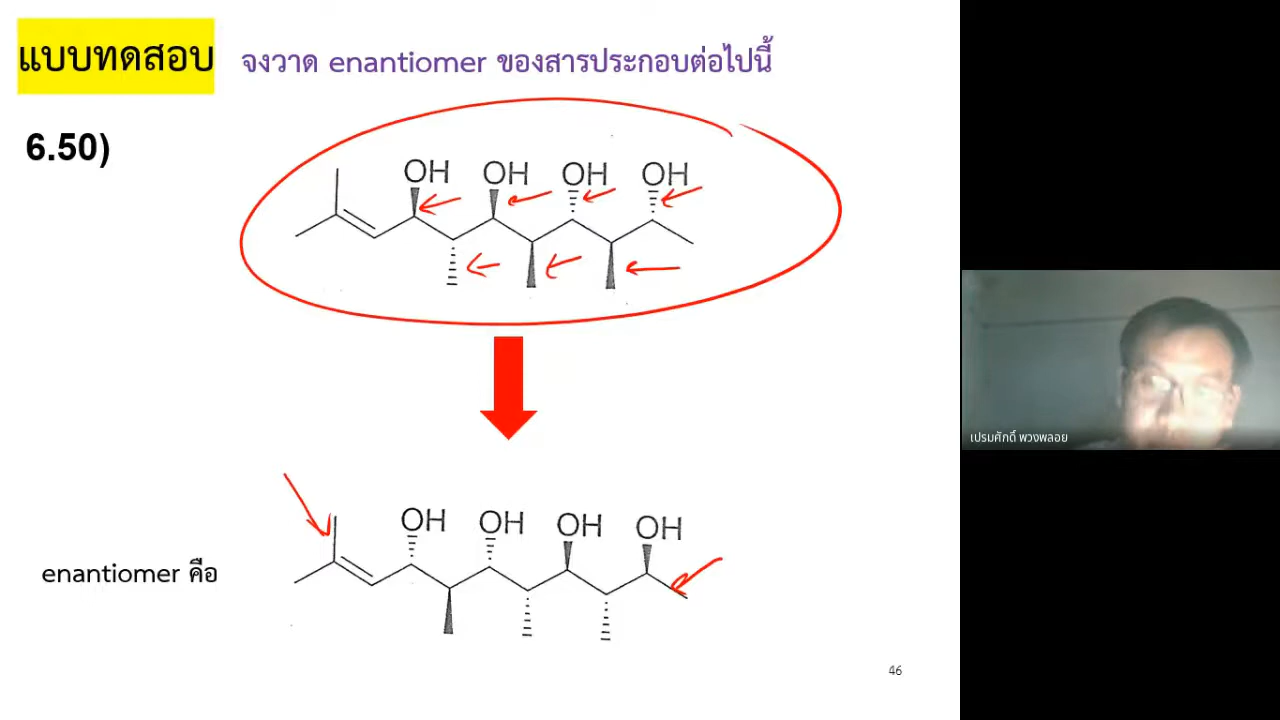 แบบทดสอบ
จงวาด enantiomer ของสารประกอบต่อไปนี้
6.50)
OH OH OH OH
เปรมศักดิ์ พวงพลอย
OH OH OH OH
enantiomer คือ
46